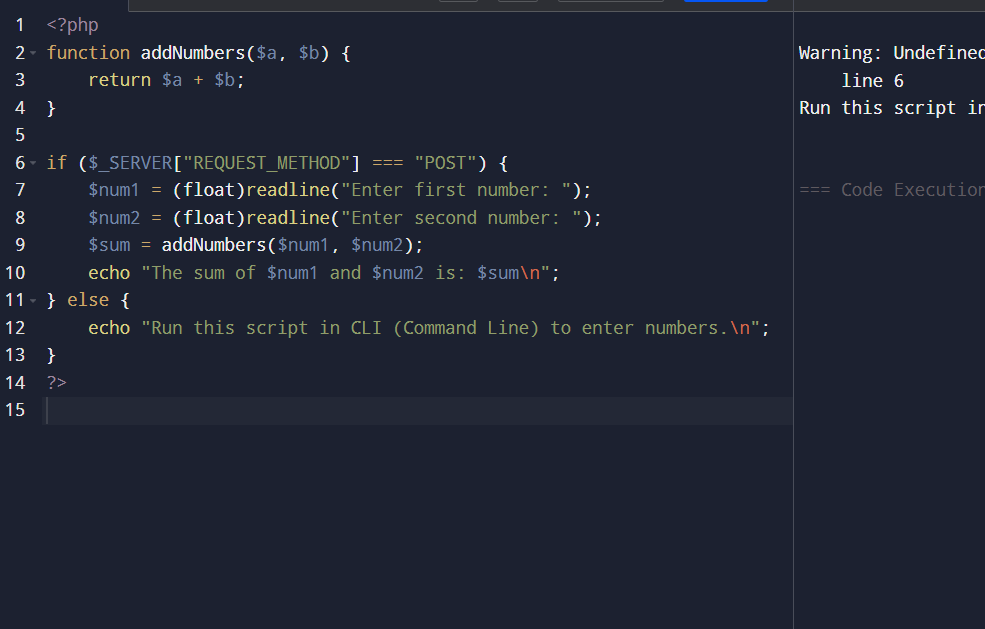 <?php
function addNumbers($a, $b) {
    return $a + $b;
}

if ($_SERVER["REQUEST_METHOD"] === "POST") {
    $num1 = (float)readline("Enter first number: ");
    $num2 = (float)readline("Enter second number: ");
    $sum = addNumbers($num1, $num2);
    echo "The sum of $num1 and $num2 is: $sum\n";
} else {
    echo "Run this script in CLI (Command Line) to enter numbers.\n";
}
?>
1
2
3
4
5
6
7
8
9
10
11
12
13
14
15
Warning: Undefined
line 6
Run this script in
=== Code Execution